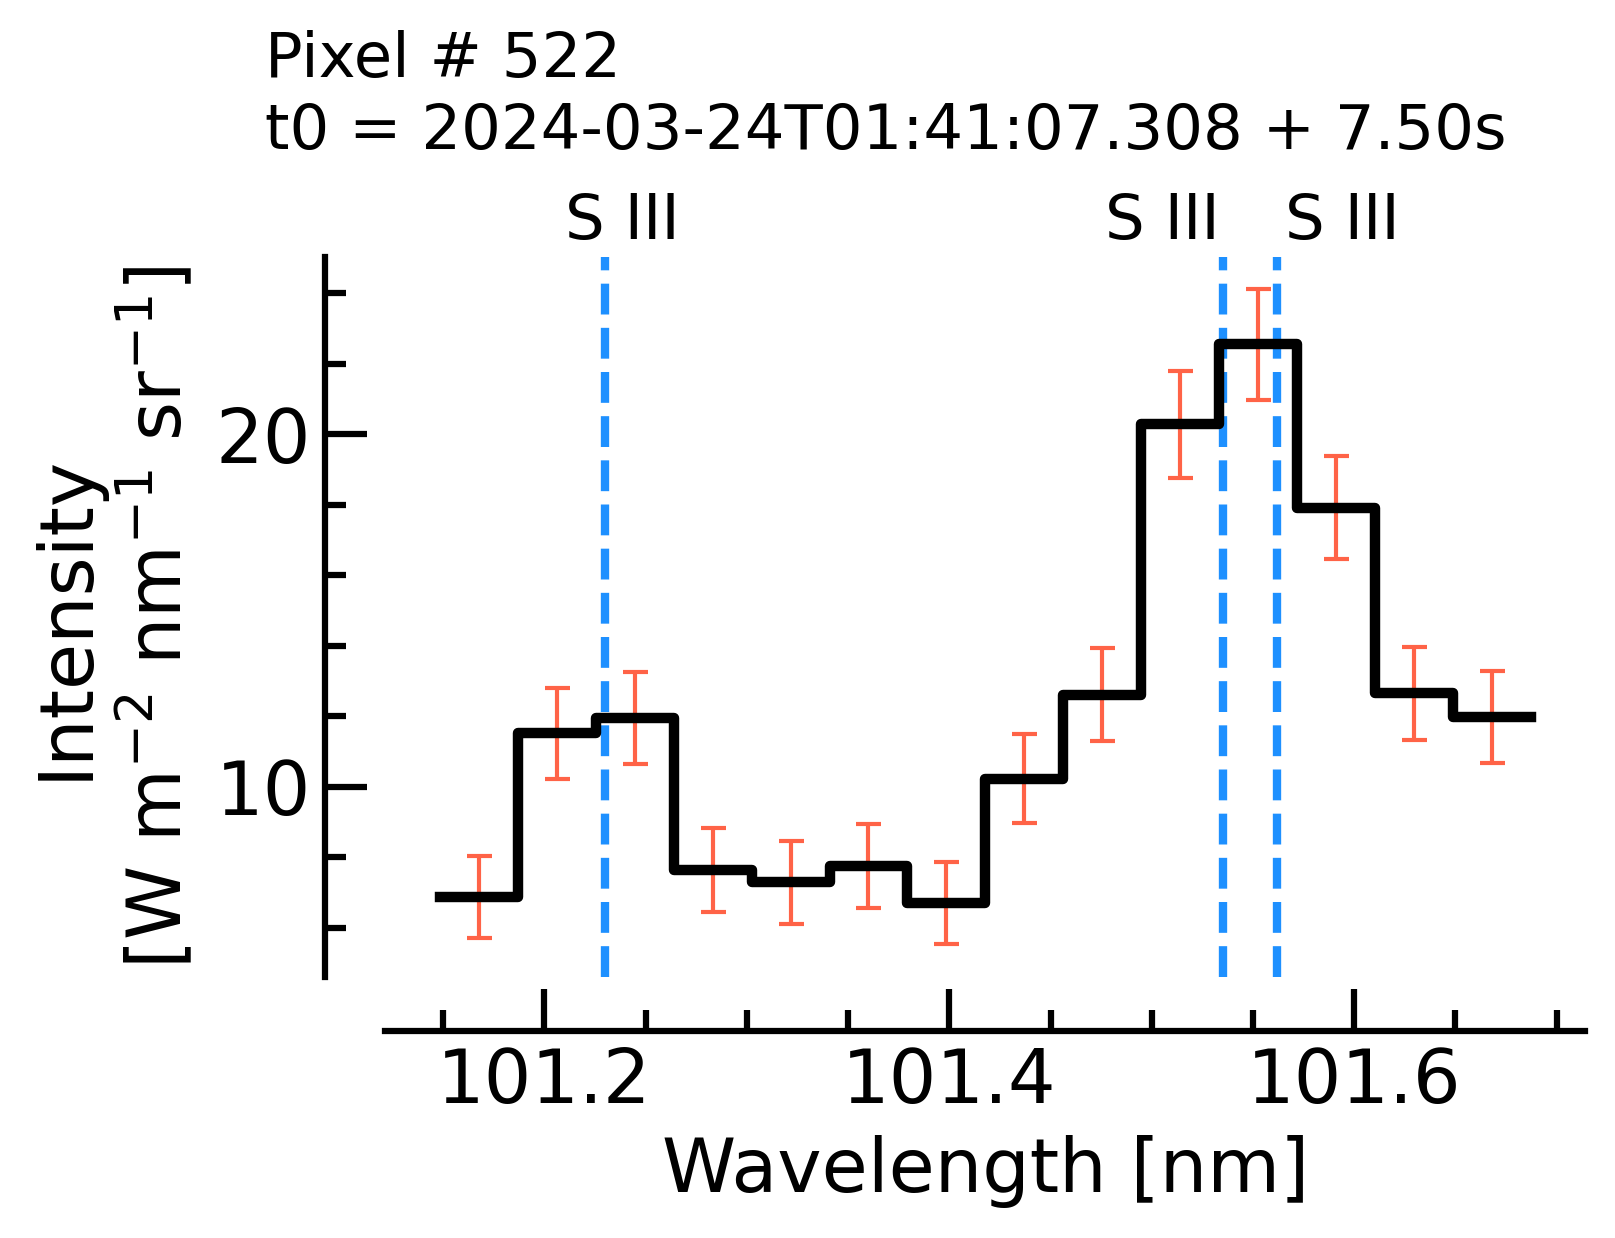 Pixel # 522
t0 = 2024-03-24T01:41:07.308 + 7.50s
S III S III S III
Intensity
[W m⁻² nm⁻¹ sr⁻¹]
20
10
101.2 101.4 101.6
Wavelength [nm]